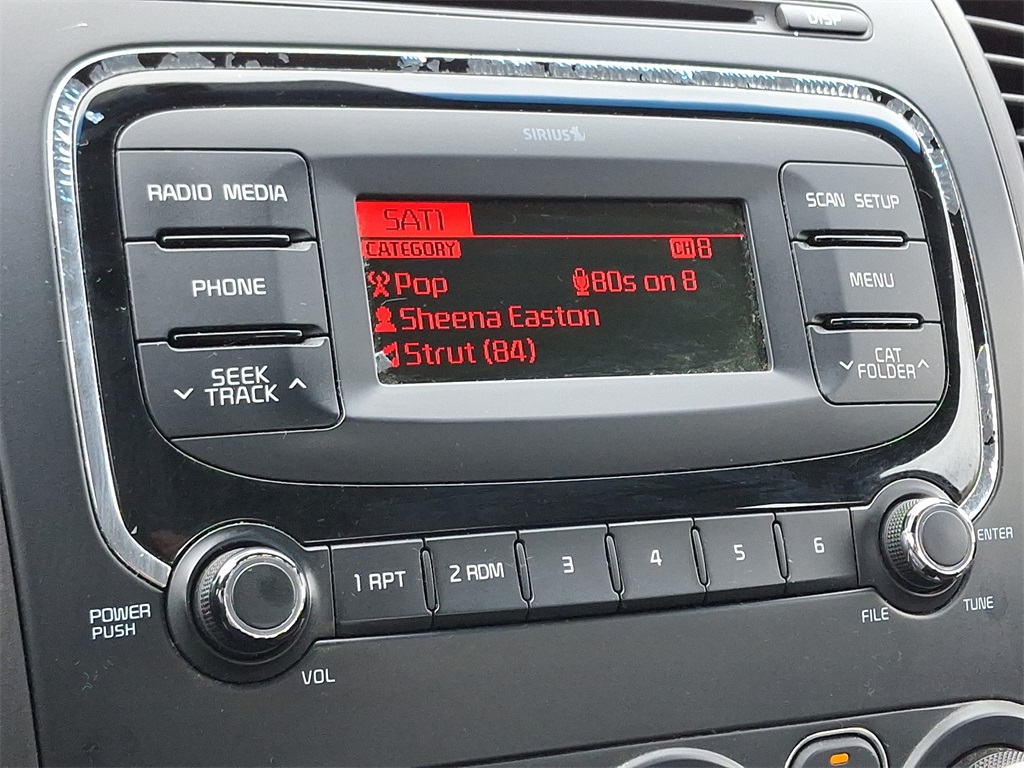 DISP
SIRIUS
RADIO MEDIA
PHONE
SEEK
TRACK
SAT1
CATEGORY CH 8
Pop 80s on 8
Sheena Easton
Strut (84)
SCAN SETUP
MENU
CAT
FOLDER
1 RPT 2 RDM 3 4 5 6
POWER
PUSH
VOL
ENTER
FILE TUNE